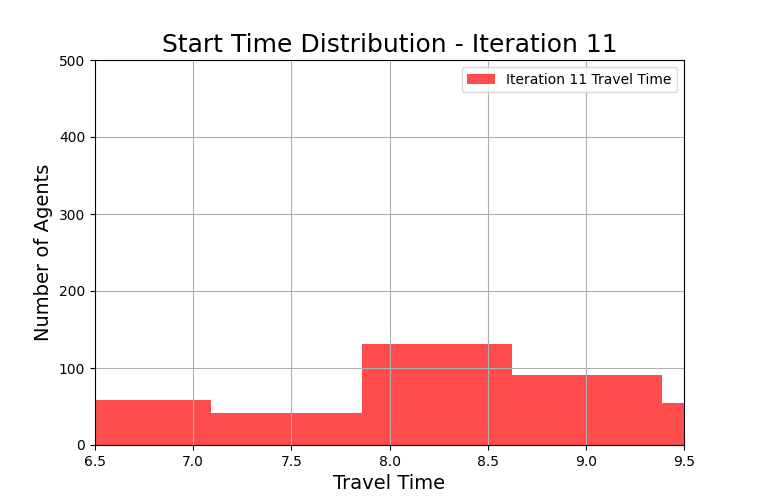 Start Time Distribution - Iteration 11
Iteration 11 Travel Time
Number of Agents
500
400
300
200
100
0
6.5 7.0 7.5 8.0 8.5 9.0 9.5
Travel Time